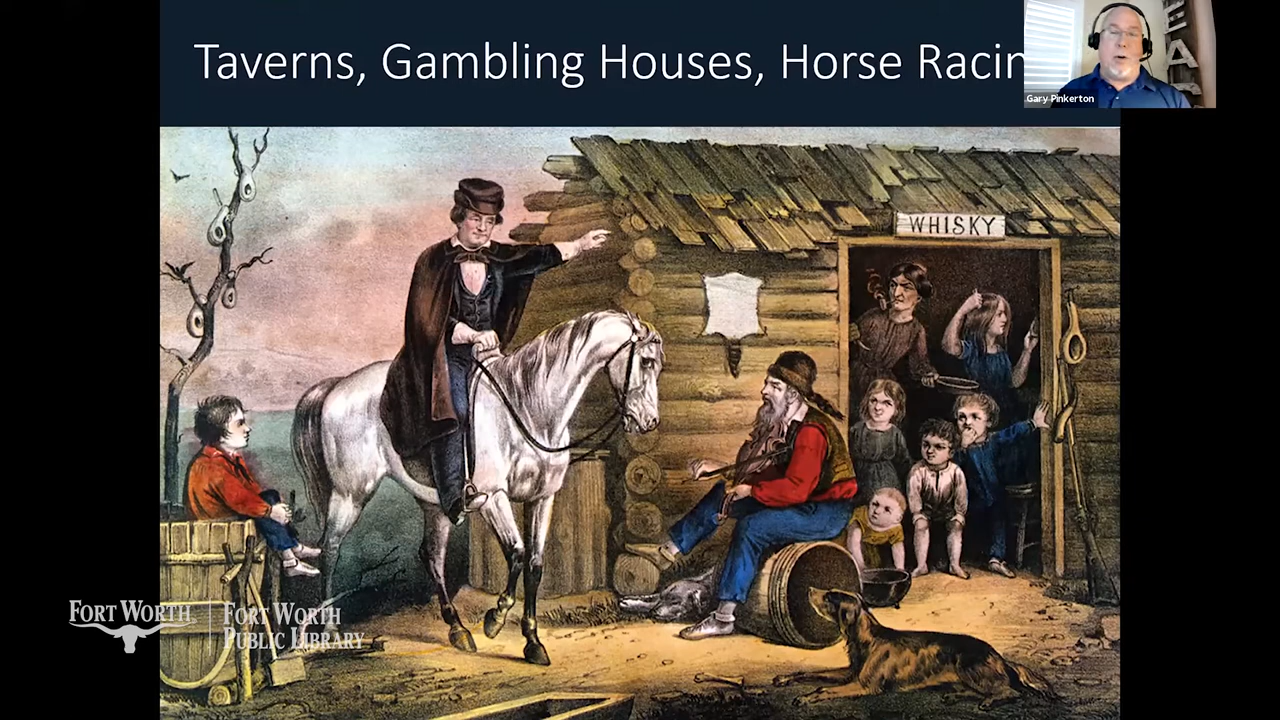 Taverns, Gambling Houses, Horse Racin
Gary Pinkerton
WHISKY
FORT WORTH
FORT WORTH
PUBLIC LIBRARY